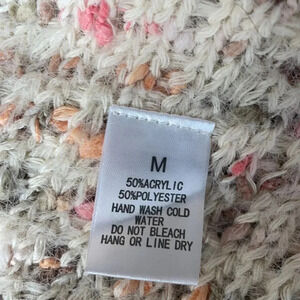 M
50%ACRYLIC
50%POLYESTER
HAND WASH COLD
WATER
DO NOT BLEACH
HANG OR LINE DRY